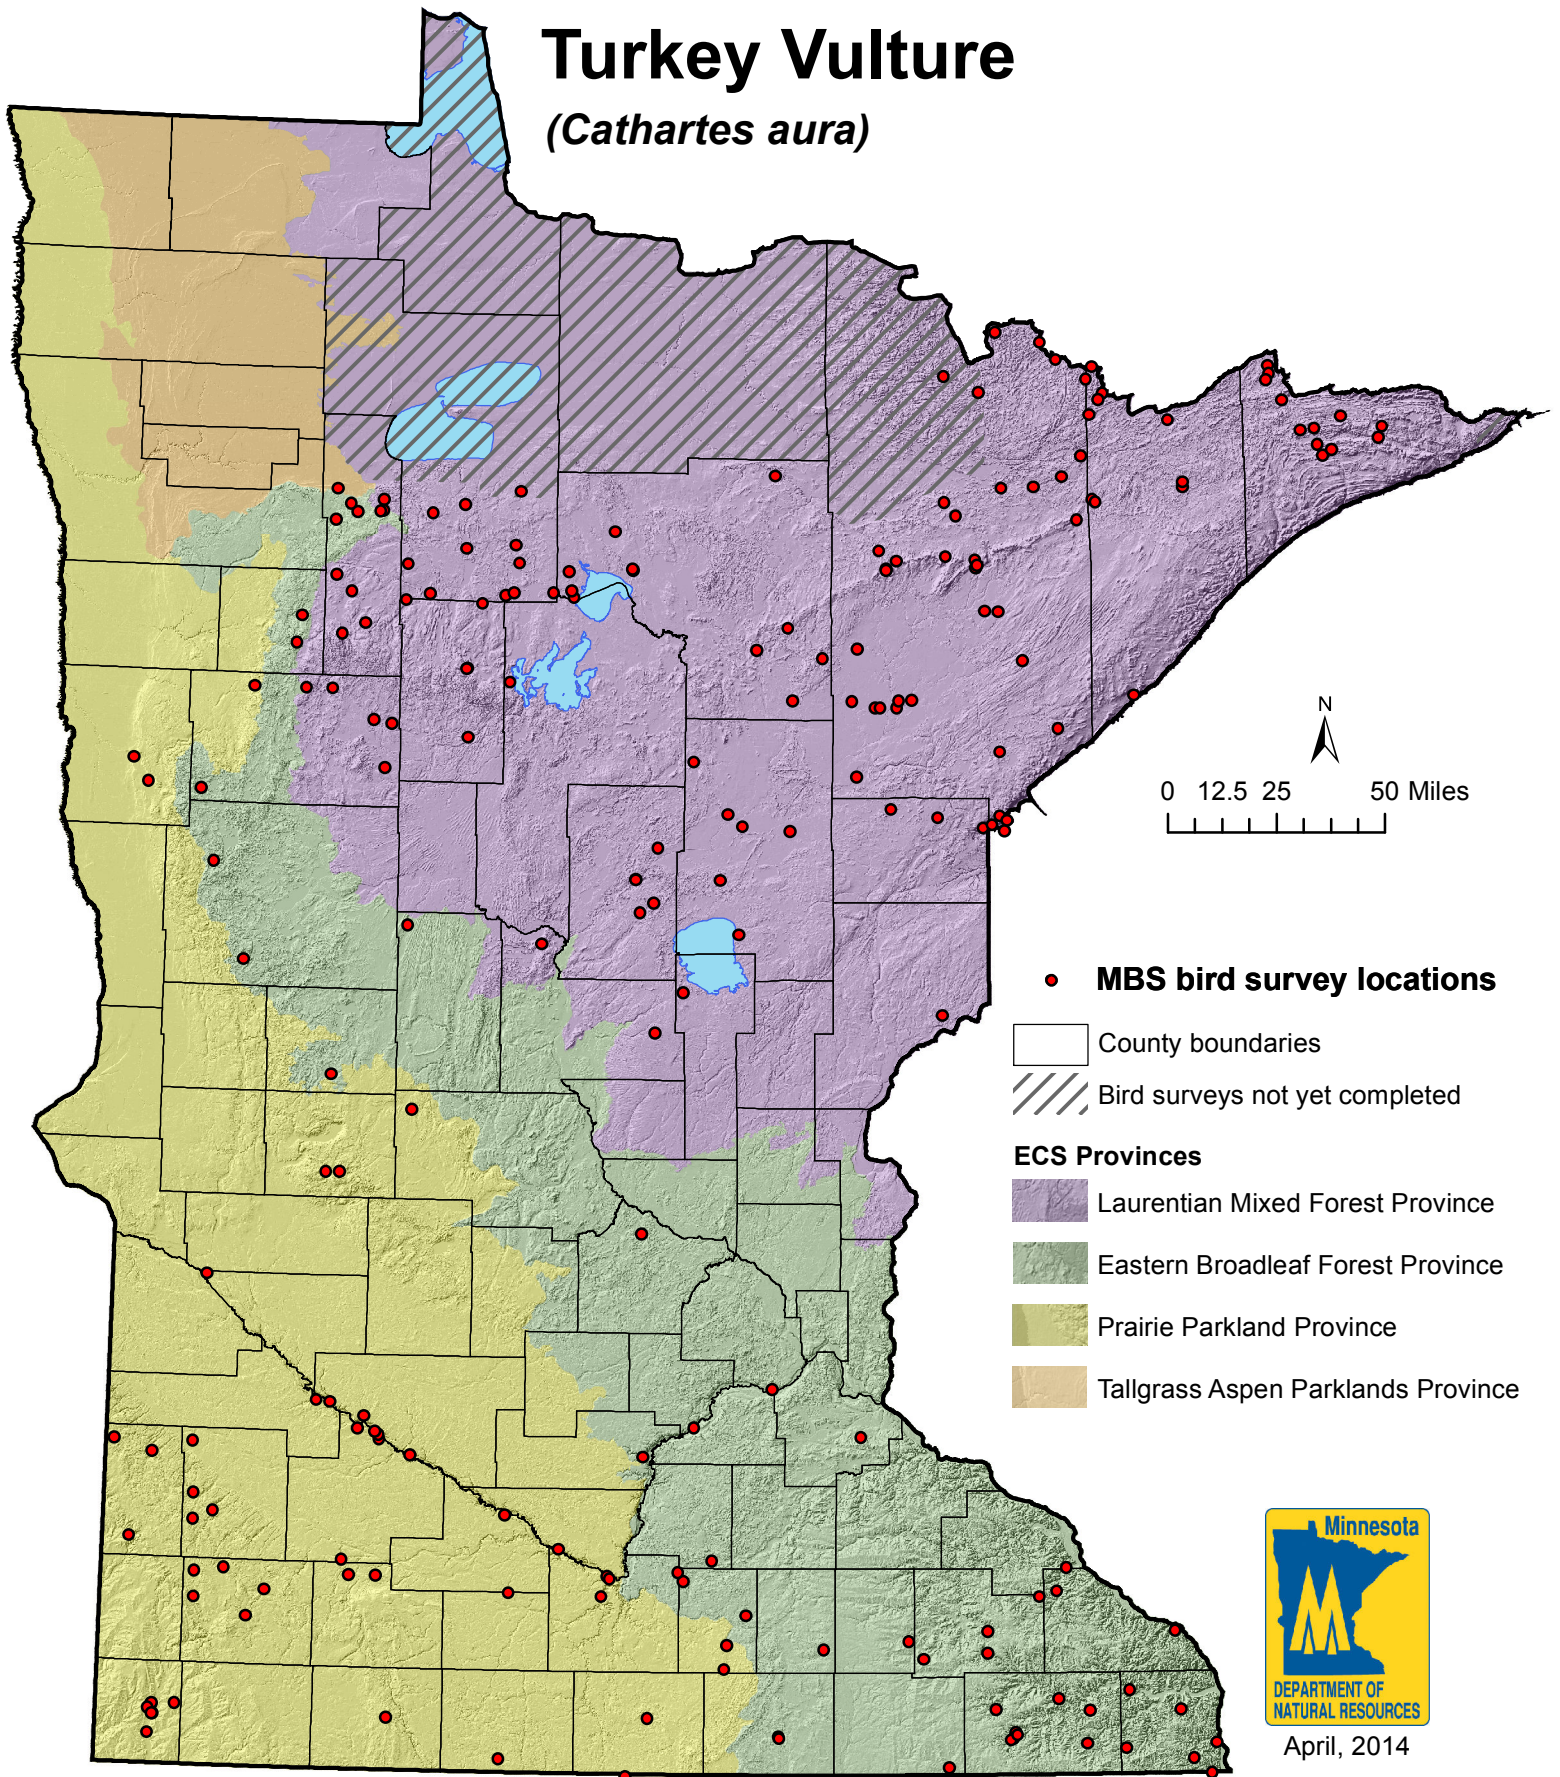 Turkey Vulture
(Cathartes aura)
N
0 12.5 25 50 Miles
MBS bird survey locations
County boundaries
Bird surveys not yet completed
ECS Provinces
Laurentian Mixed Forest Province
Eastern Broadleaf Forest Province
Prairie Parkland Province
Tallgrass Aspen Parklands Province
Minnesota
DEPARTMENT OF
NATURAL RESOURCES
April, 2014